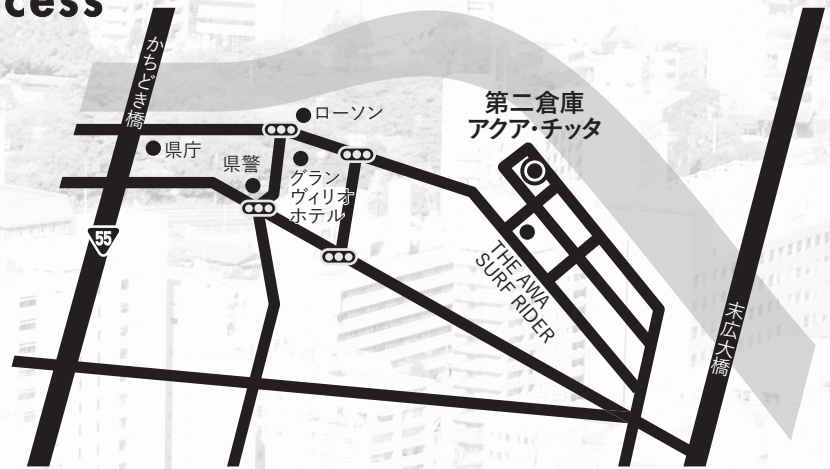 cess
かちどき橋
ローソン
県庁
県警
グラン
ヴィリオ
ホテル
第二倉庫
アクア・チッタ
55
THE AWA
SURF RIDER
末広大橋